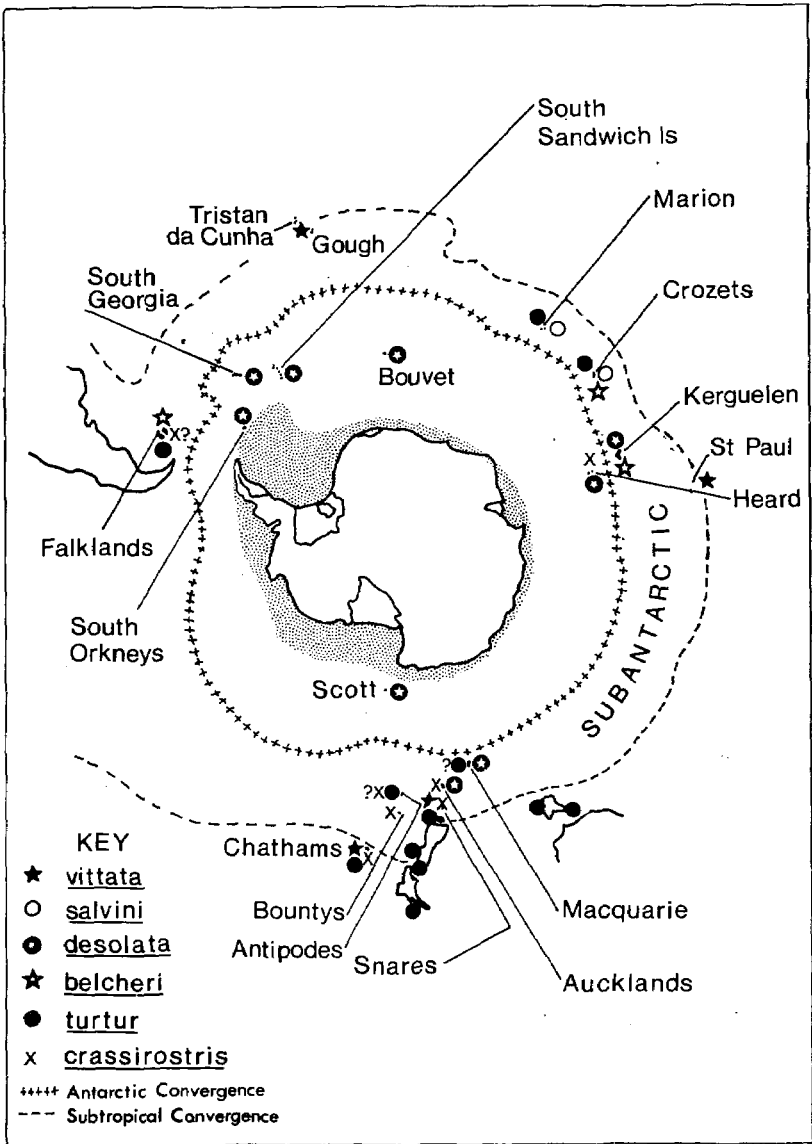 South
Sandwich Is
Marion
Tristan
da Cunha
Gough
Crozets
South
Georgia
Bouvet
Kerguelen
x?
St Paul
x
Heard
Falklands
SUBANTARCTIC
South
Orkneys
Scott
?
?x
x
x
x
Chathams
x
KEY
vittata
salvini
desolata
belcheri
turtur
x crassirostris
Bountys
Antipodes
Snares
Macquarie
Aucklands
+++++ Antarctic Convergence
--- Subtropical Convergence